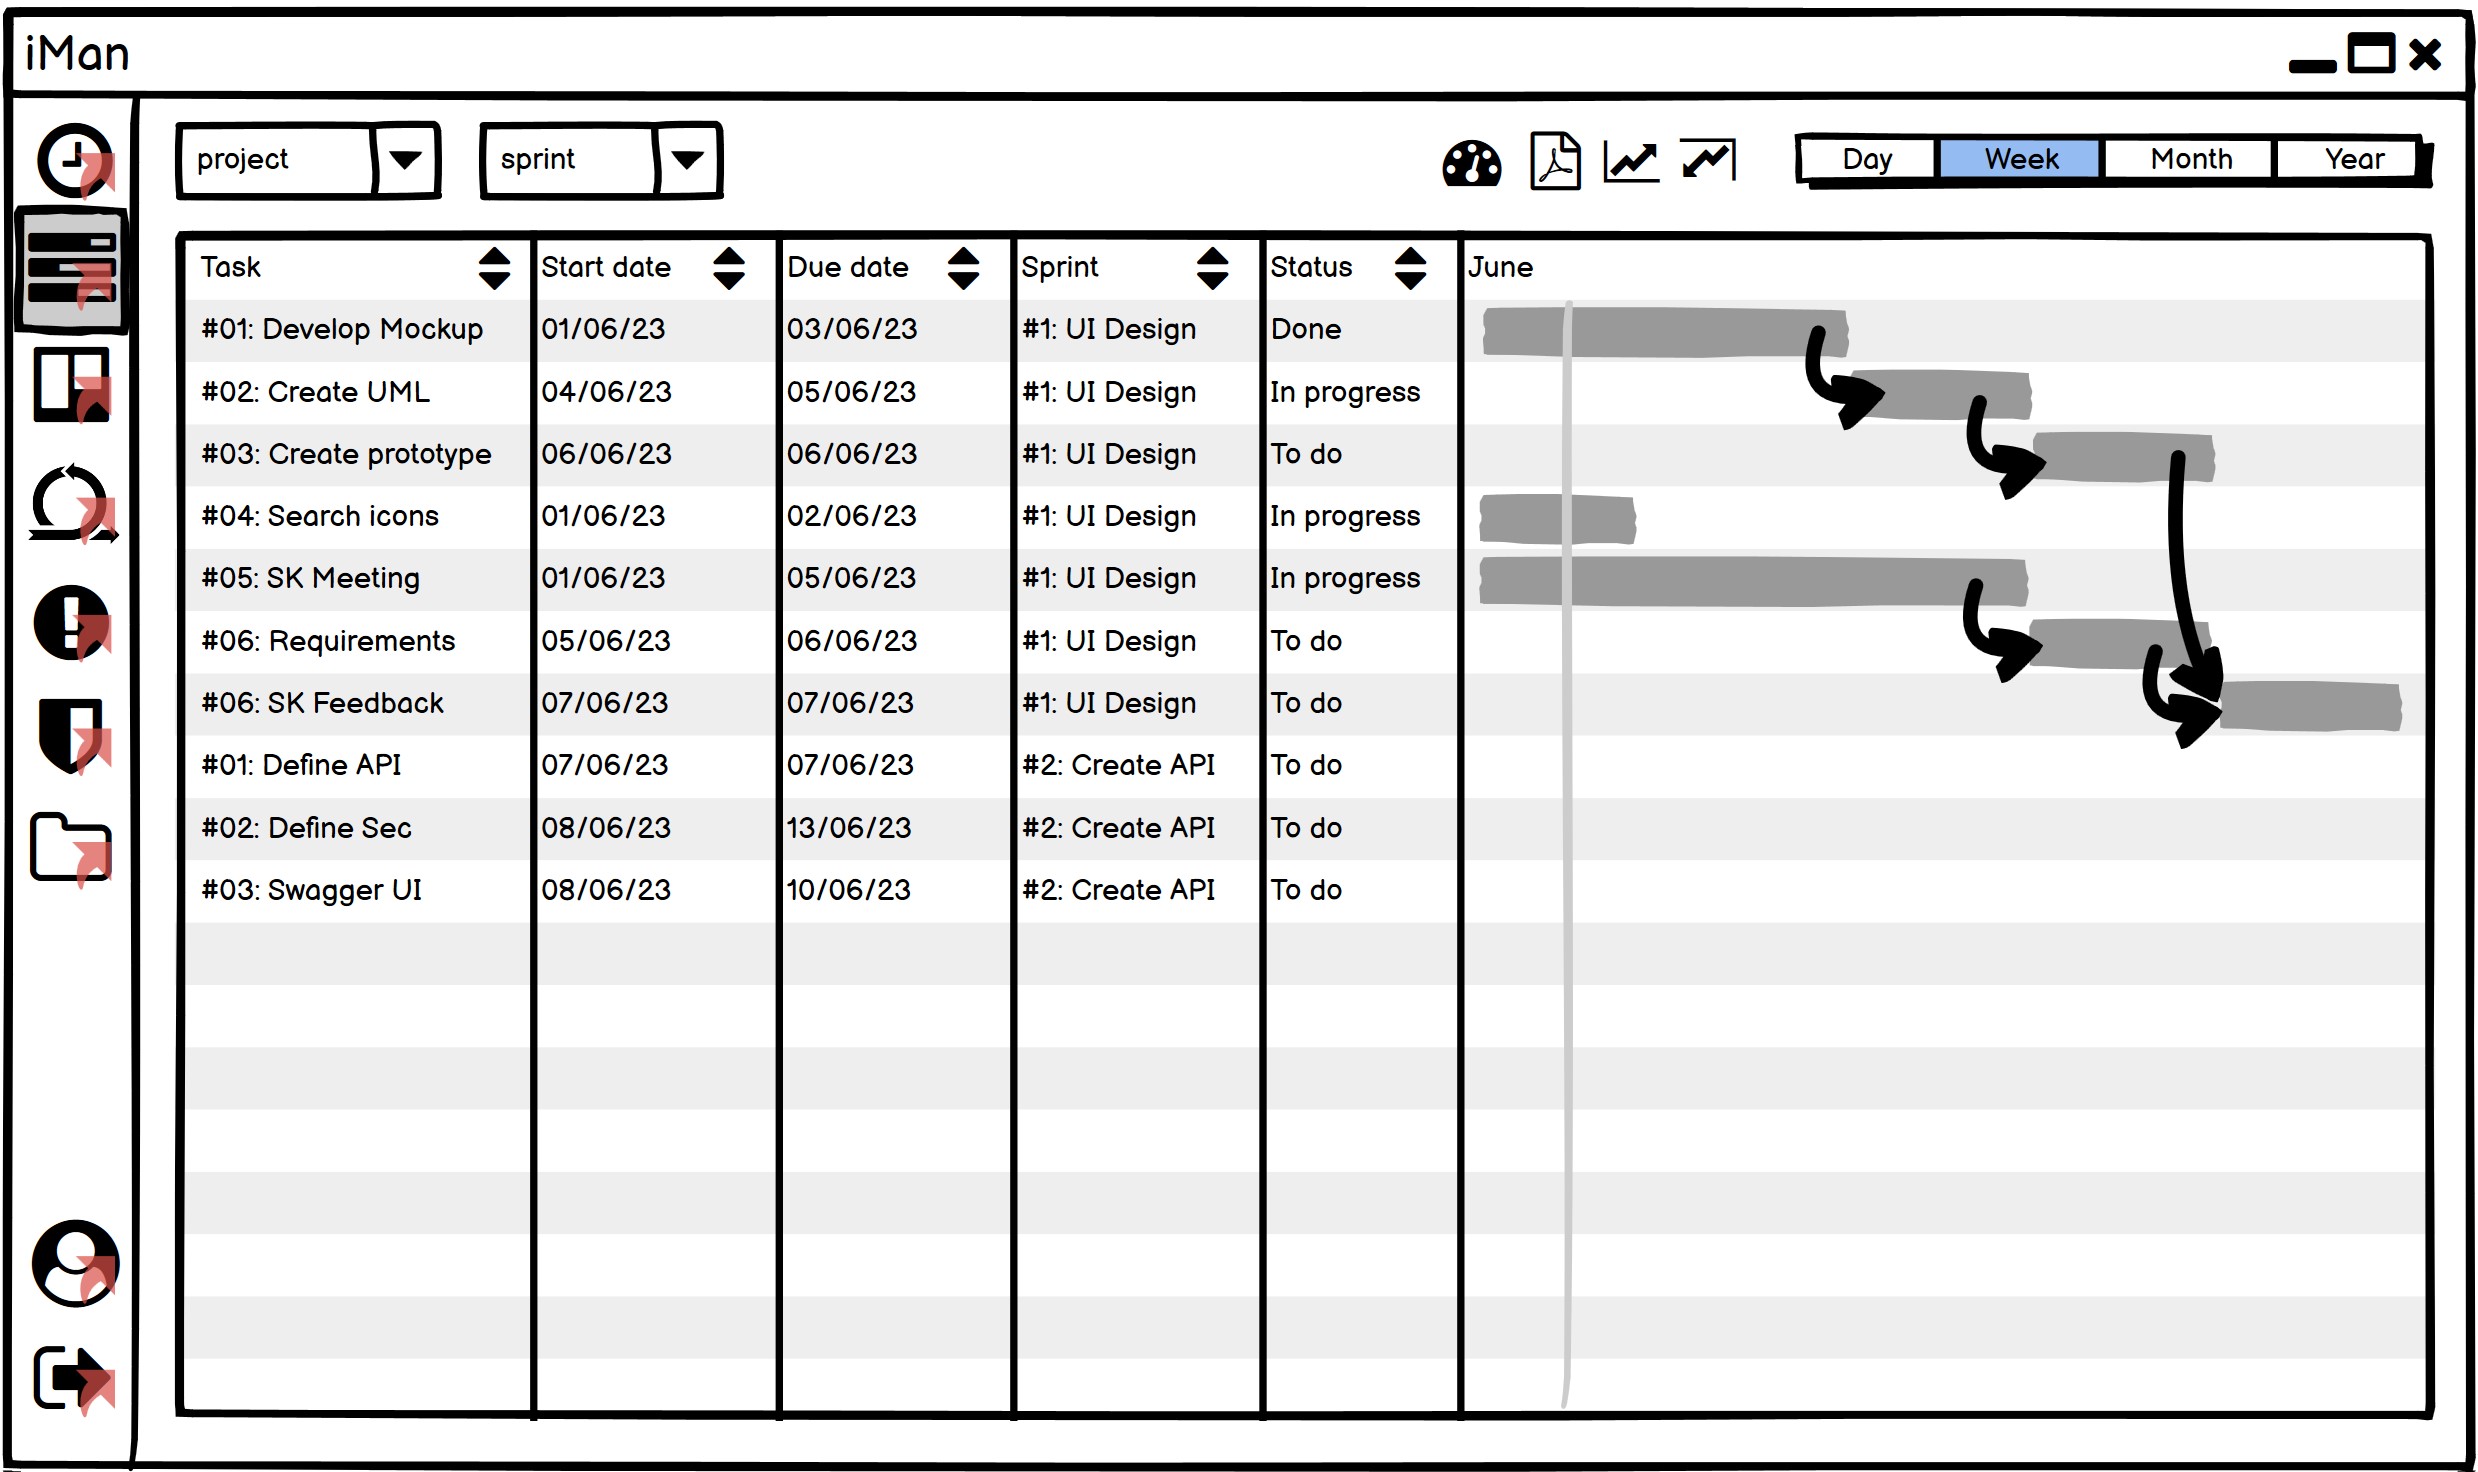 iMan
project sprint Day Week Month Year
Task Start date Due date Sprint Status June
#01: Develop Mockup 01/06/23 03/06/23 #1: UI Design Done
#02: Create UML 04/06/23 05/06/23 #1: UI Design In progress
#03: Create prototype 06/06/23 06/06/23 #1: UI Design To do
#04: Search icons 01/06/23 02/06/23 #1: UI Design In progress
#05: SK Meeting 01/06/23 05/06/23 #1: UI Design In progress
#06: Requirements 05/06/23 06/06/23 #1: UI Design To do
#06: SK Feedback 07/06/23 07/06/23 #1: UI Design To do
#01: Define API 07/06/23 07/06/23 #2: Create API To do
#02: Define Sec 08/06/23 13/06/23 #2: Create API To do
#03: Swagger UI 08/06/23 10/06/23 #2: Create API To do